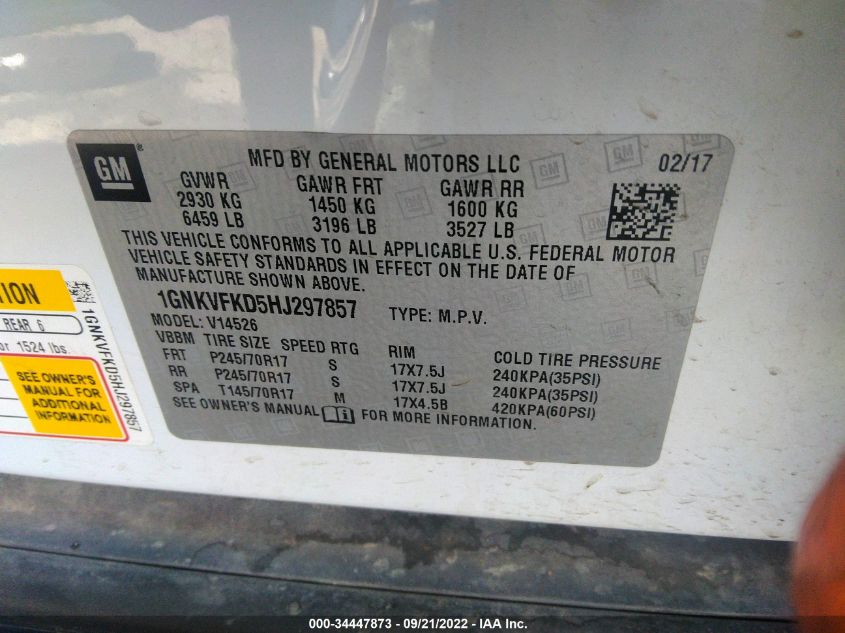 GM
MFD BY GENERAL MOTORS LLC
02/17
GVWR GAWR FRT GAWR RR
2930 KG 1450 KG 1600 KG
6459 LB 3196 LB 3527 LB
THIS VEHICLE CONFORMS TO ALL APPLICABLE U.S. FEDERAL MOTOR
VEHICLE SAFETY STANDARDS IN EFFECT ON THE DATE OF
MANUFACTURE SHOWN ABOVE.
1GNKVFKD5HJ297857 TYPE: M.P.V.
MODEL: V14526
VBBM TIRE SIZE SPEED RTG RIM COLD TIRE PRESSURE
FRT P245/70R17 S 17X7.5J 240KPA(35PSI)
RR P245/70R17 S 17X7.5J 240KPA(35PSI)
SPA T145/70R17 M 17X4.5B 420KPA(60PSI)
SEE OWNER'S MANUAL FOR MORE INFORMATION.
REAR 6
1524 lbs.
SEE OWNER'S
MANUAL FOR
ADDITIONAL
INFORMATION
1GNKVFKD5HJ297857
000-34447873 - 09/21/2022 - IAA Inc.